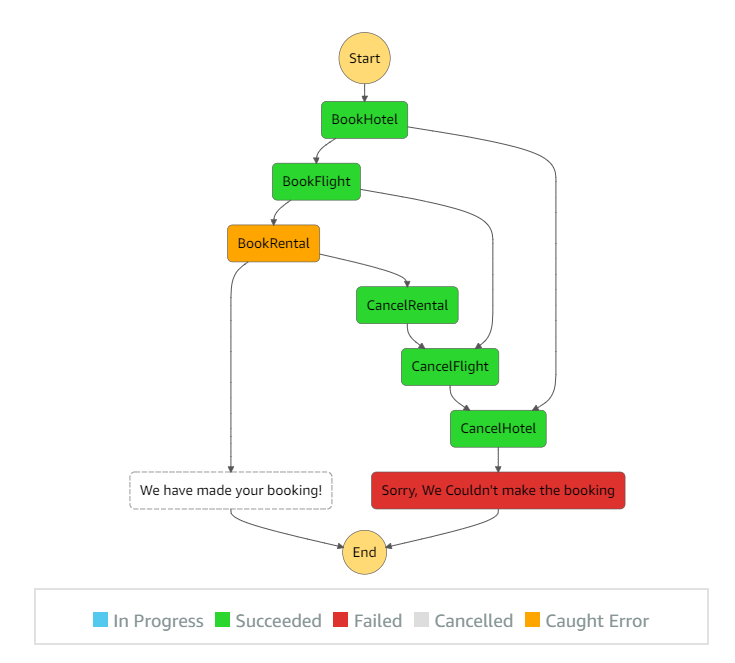 Start
BookHotel
BookFlight
BookRental
CancelRental
CancelFlight
CancelHotel
We have made your booking!
Sorry, We Couldn't make the booking
End
In Progress
Succeeded
Failed
Cancelled
Caught Error